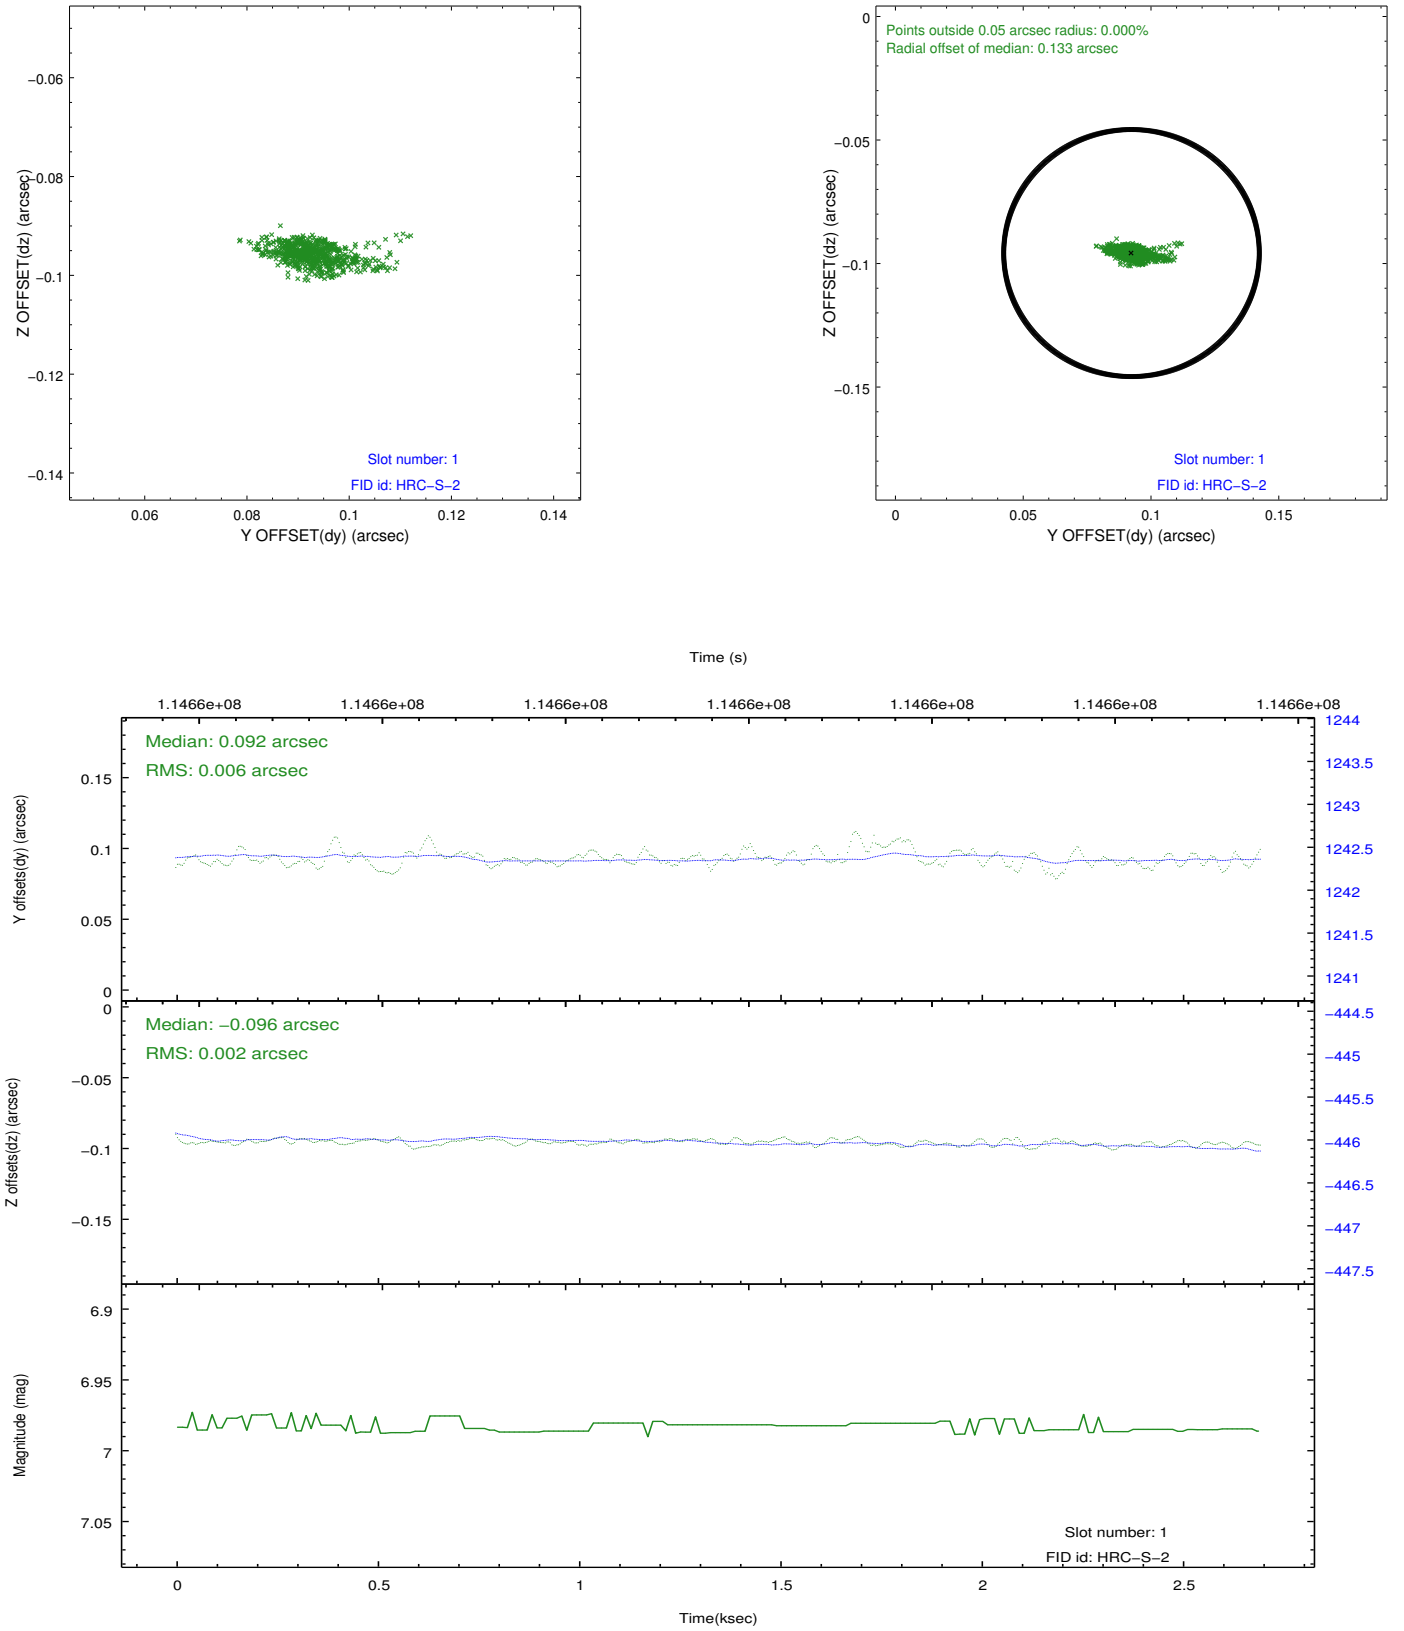 −0.06
−0.08
−0.1
−0.12
−0.14
Z OFFSET(dz) (arcsec)
0.06 0.08 0.1 0.12 0.14
Y OFFSET(dy) (arcsec)
Slot number: 1
FID id: HRC−S−2
Points outside 0.05 arcsec radius: 0.000%
Radial offset of median: 0.133 arcsec
0
−0.05
−0.1
−0.15
Z OFFSET(dz) (arcsec)
0 0.05 0.1 0.15
Y OFFSET(dy) (arcsec)
Slot number: 1
FID id: HRC−S−2
Time (s)
1.1466e+08 1.1466e+08 1.1466e+08 1.1466e+08 1.1466e+08 1.1466e+08 1.1466e+08
Median: 0.092 arcsec
RMS: 0.006 arcsec
0.15
0.1
0.05
0
Y offsets(dy) (arcsec)
1244
1243.5
1243
1242.5
1242
1241.5
1241
Median: −0.096 arcsec
RMS: 0.002 arcsec
0
−0.05
−0.1
−0.15
Z offsets(dz) (arcsec)
−444.5
−445
−445.5
−446
−446.5
−447
−447.5
6.9
6.95
7
7.05
Magnitude (mag)
Slot number: 1
FID id: HRC−S−2
0 0.5 1 1.5 2 2.5
Time(ksec)